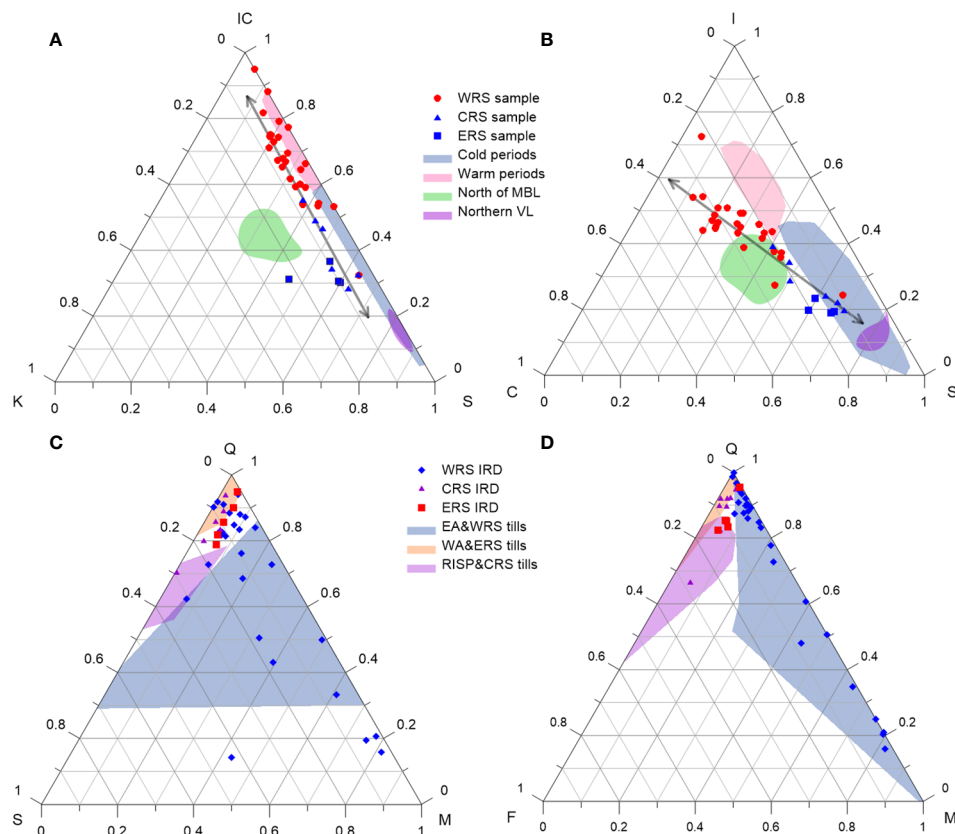 A
IC
0
1
0.2
0.8
0.4
0.6
0.6
0.4
0.8
0.2
1
0
K
S
0
0.2
0.4
0.6
0.8
1
WRS sample
CRS sample
ERS sample
Cold periods
Warm periods
North of MBL
Northern VL
B
I
0
1
0.2
0.8
0.4
0.6
0.6
0.4
0.8
0.2
1
0
C
S
0
0.2
0.4
0.6
0.8
1
C
Q
0
1
0.2
0.8
0.4
0.6
0.6
0.4
0.8
0.2
1
0
S
M
0
0.2
0.4
0.6
0.8
1
WRS IRD
CRS IRD
ERS IRD
EA&WRS tills
WA&ERS tills
RISP&CRS tills
D
Q
0
1
0.2
0.8
0.4
0.6
0.6
0.4
0.8
0.2
1
0
F
M
0
0.2
0.4
0.6
0.8
1